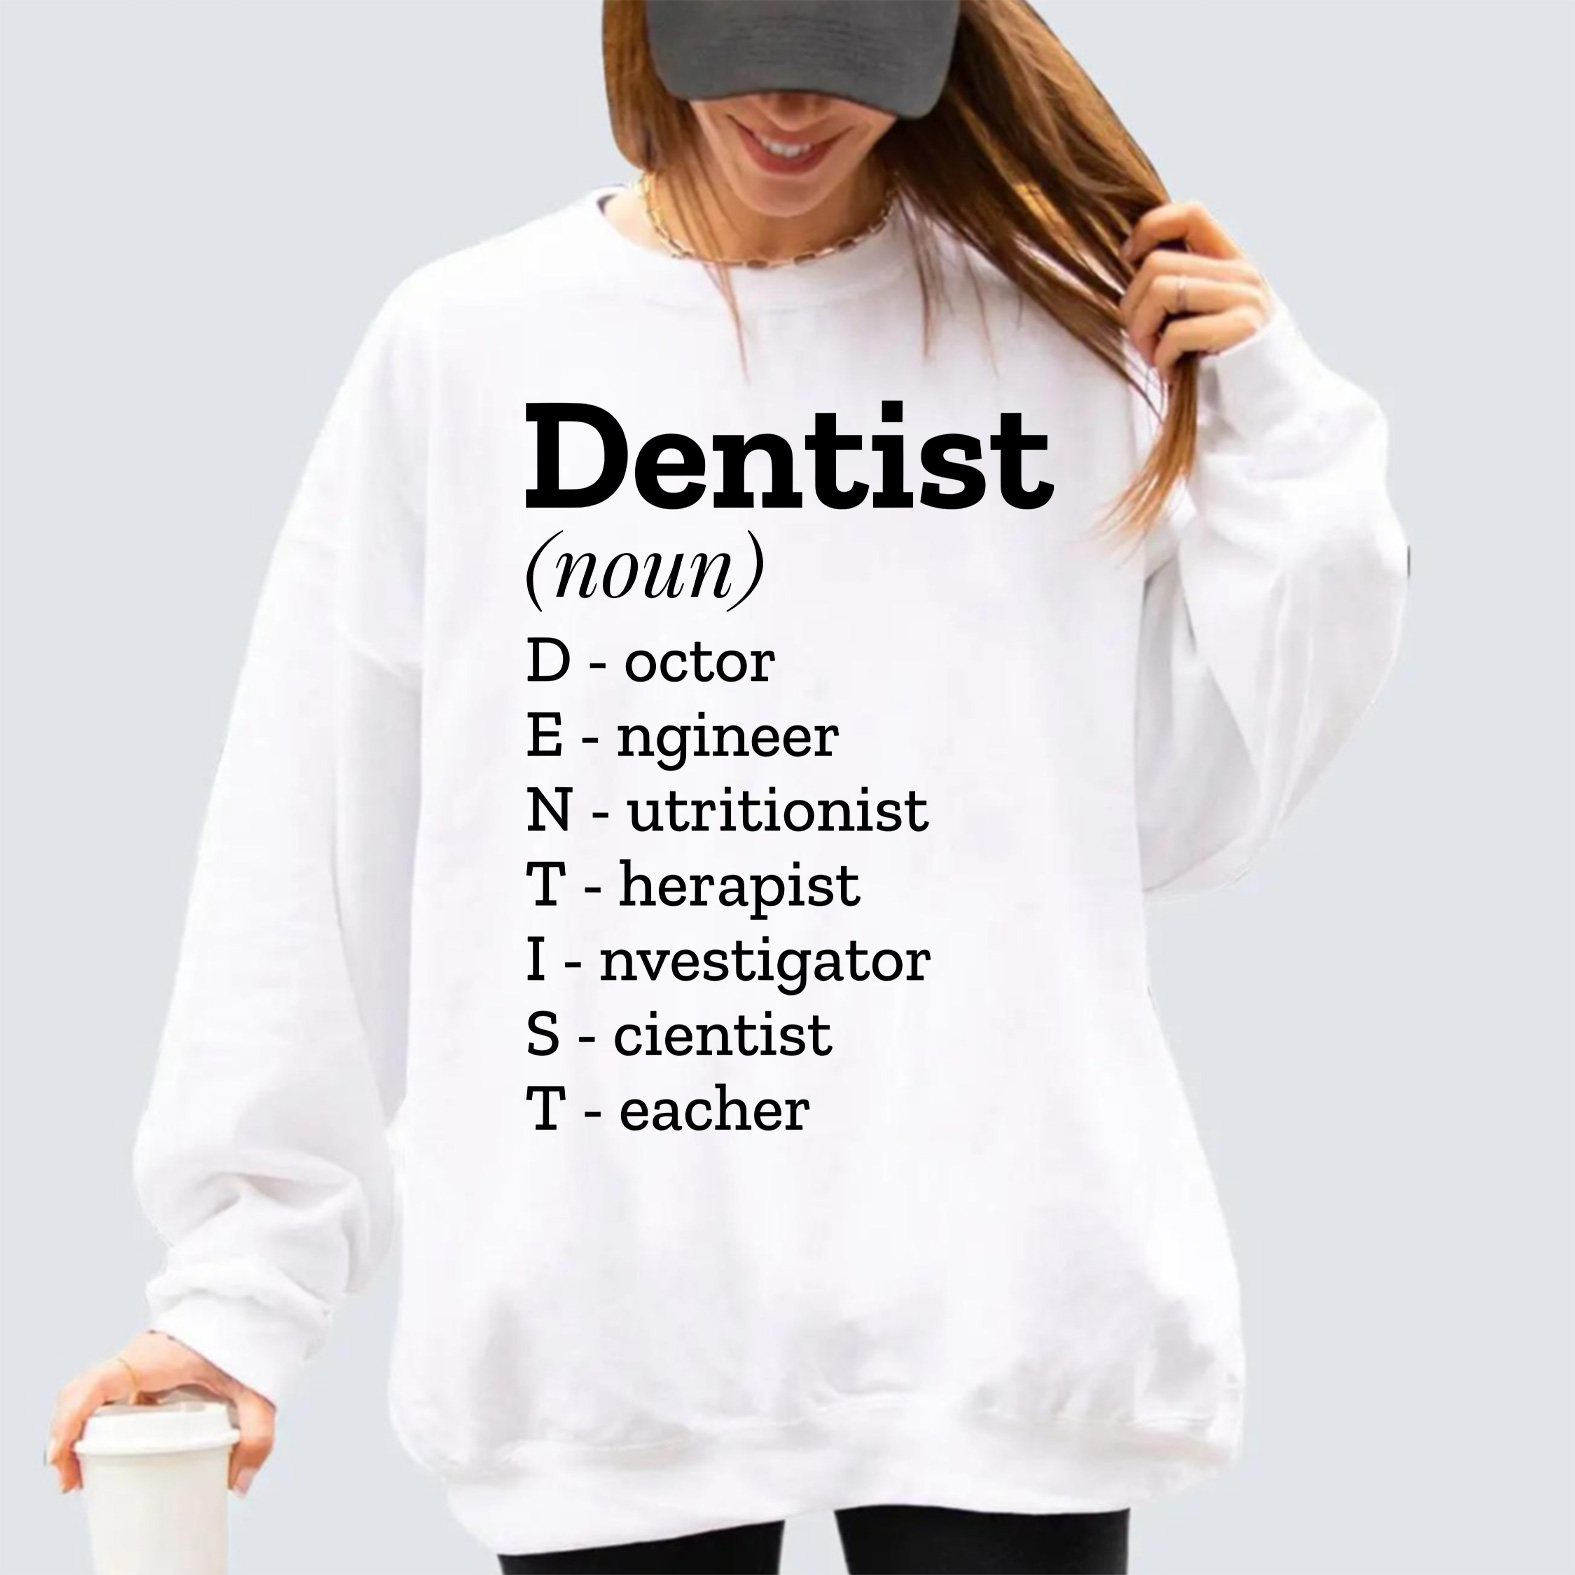 Dentist
(noun)
D - octor
E - ngineer
N - utritionist
T - herapist
I - nvestigator
S - cientist
T - eacher